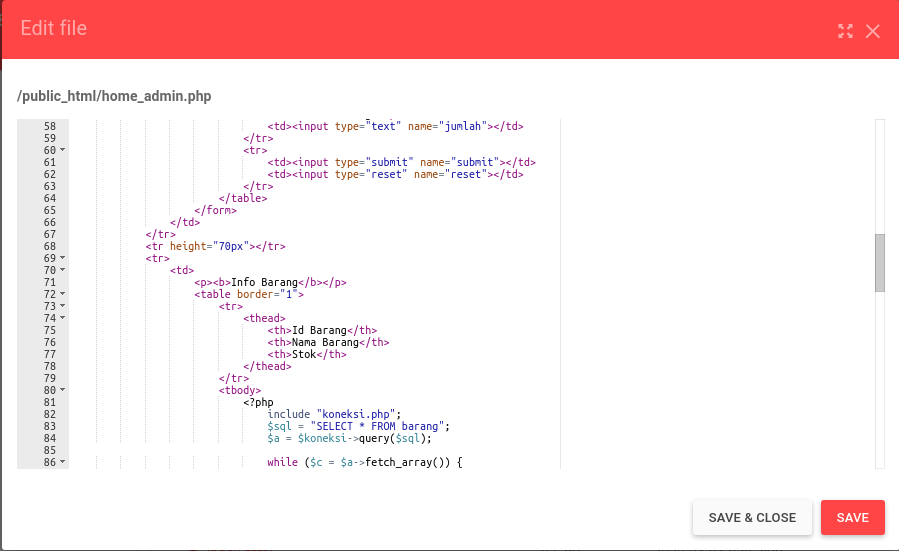 Edit file
/public_html/home_admin.php
58 <td><input type="text" name="jumlah"></td>
59 </tr>
60 <tr>
61 <td><input type="submit" name="submit"></td>
62 <td><input type="reset" name="reset"></td>
63 </tr>
64 </table>
65 </form>
66 </td>
67 </tr>
68 <tr height="70px"></tr>
69 <tr>
70 <td>
71 <p><b>Info Barang</b></p>
72 <table border="1">
73 <tr>
74 <thead>
75 <th>Id Barang</th>
76 <th>Nama Barang</th>
77 <th>Stok</th>
78 </thead>
79 </tr>
80 <tbody>
81 <?php
82 include "koneksi.php";
83 $sql = "SELECT * FROM barang";
84 $a = $koneksi->query($sql);
85
86 while ($c = $a->fetch_array()) {
SAVE & CLOSE
SAVE